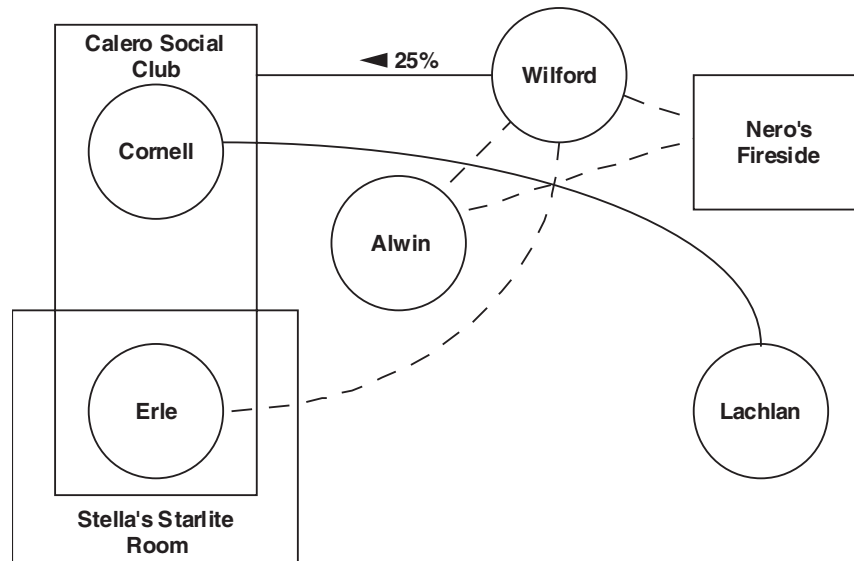 Calero Social
Club
25%
Wilford
Cornell
Nero's
Fireside
Alwin
Erle
Lachlan
Stella's Starlite
Room